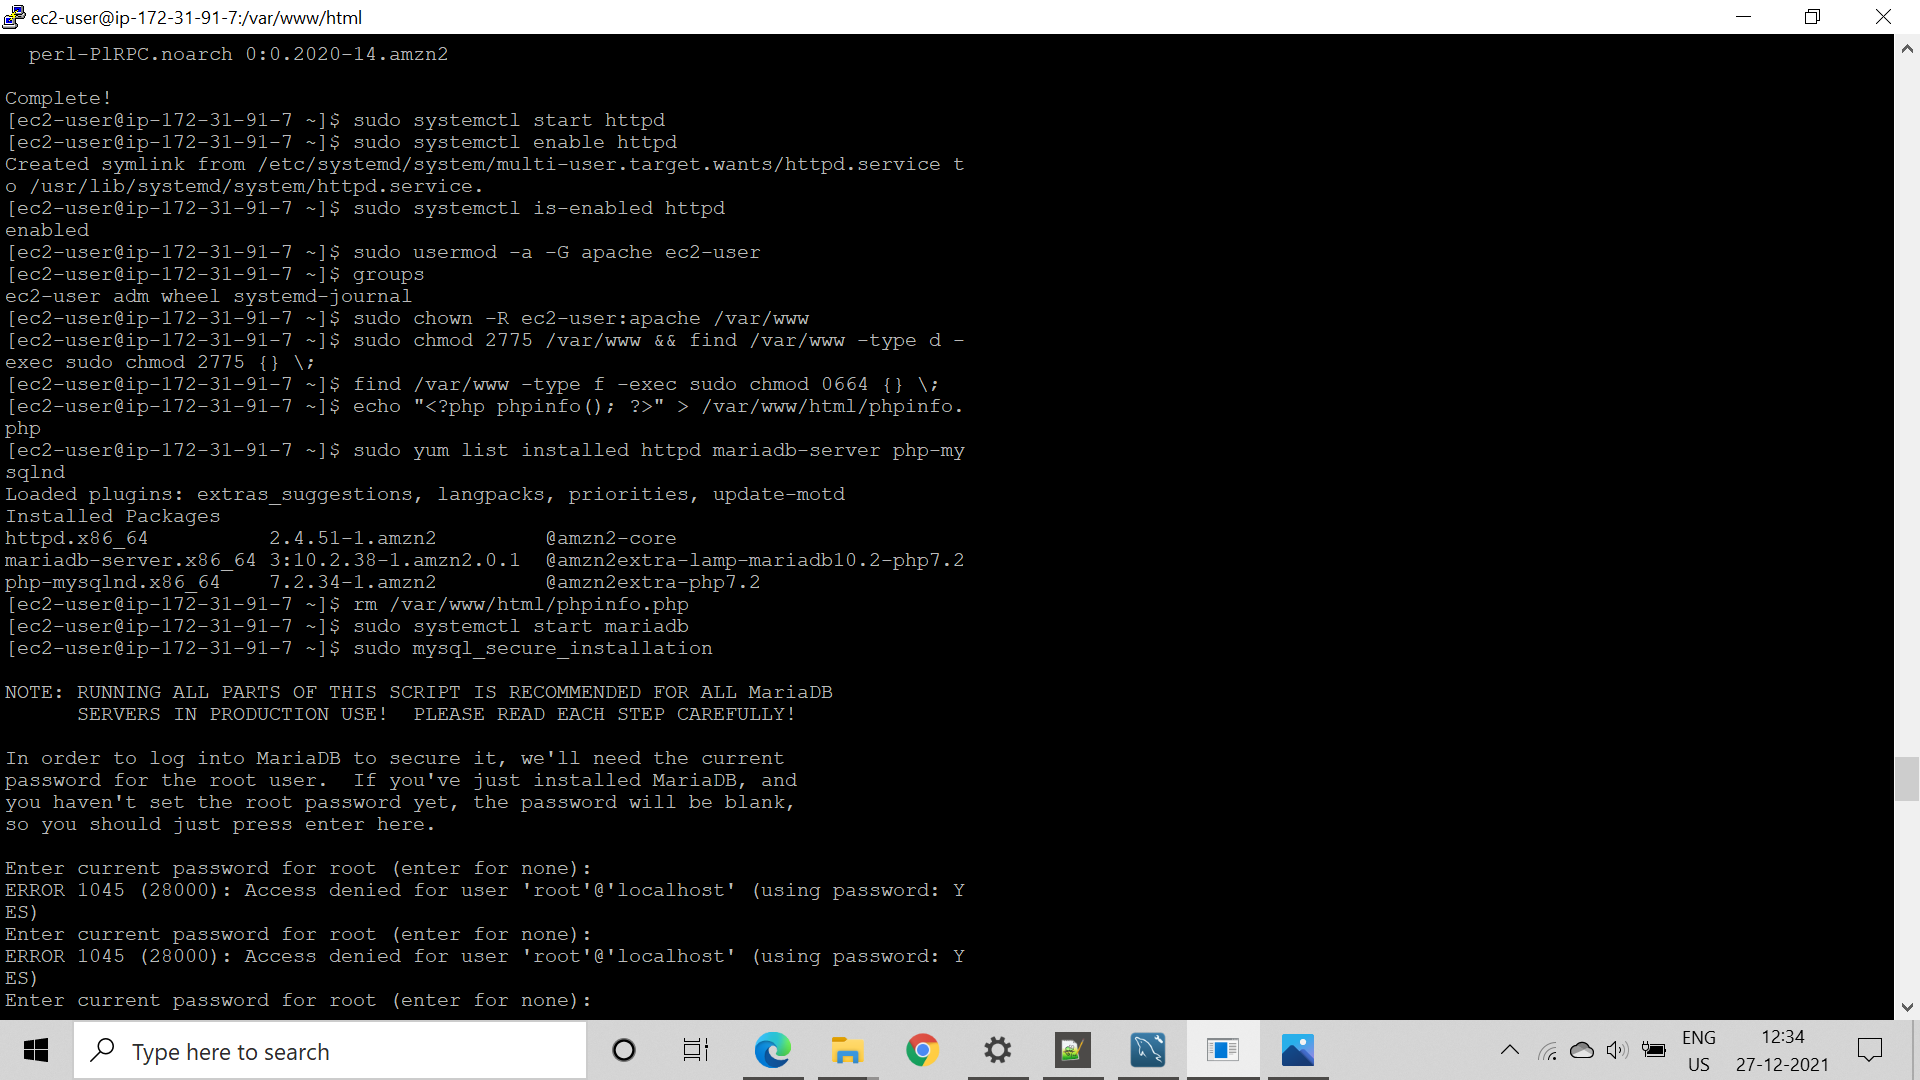 ec2-user@ip-172-31-91-7:/var/www/html
perl-PlRPC.noarch 0:0.2020-14.amzn2
Complete!
[ec2-user@ip-172-31-91-7 ~]$ sudo systemctl start httpd
[ec2-user@ip-172-31-91-7 ~]$ sudo systemctl enable httpd
Created symlink from /etc/systemd/system/multi-user.target.wants/httpd.service t
o /usr/lib/systemd/system/httpd.service.
[ec2-user@ip-172-31-91-7 ~]$ sudo systemctl is-enabled httpd
enabled
[ec2-user@ip-172-31-91-7 ~]$ sudo usermod -a -G apache ec2-user
[ec2-user@ip-172-31-91-7 ~]$ groups
ec2-user adm wheel systemd-journal
[ec2-user@ip-172-31-91-7 ~]$ sudo chown -R ec2-user:apache /var/www
[ec2-user@ip-172-31-91-7 ~]$ sudo chmod 2775 /var/www && find /var/www -type d -
exec sudo chmod 2775 {} \;
[ec2-user@ip-172-31-91-7 ~]$ find /var/www -type f -exec sudo chmod 0664 {} \;
[ec2-user@ip-172-31-91-7 ~]$ echo "<?php phpinfo(); ?>" > /var/www/html/phpinfo.
php
[ec2-user@ip-172-31-91-7 ~]$ sudo yum list installed httpd mariadb-server php-my
sqlnd
Loaded plugins: extras_suggestions, langpacks, priorities, update-motd
Installed Packages
httpd.x86_64 2.4.51-1.amzn2 @amzn2-core
mariadb-server.x86_64 3:10.2.38-1.amzn2.0.1 @amzn2extra-lamp-mariadb10.2-php7.2
php-mysqlnd.x86_64 7.2.34-1.amzn2 @amzn2extra-php7.2
[ec2-user@ip-172-31-91-7 ~]$ rm /var/www/html/phpinfo.php
[ec2-user@ip-172-31-91-7 ~]$ sudo systemctl start mariadb
[ec2-user@ip-172-31-91-7 ~]$ sudo mysql_secure_installation
NOTE: RUNNING ALL PARTS OF THIS SCRIPT IS RECOMMENDED FOR ALL MariaDB
SERVERS IN PRODUCTION USE!  PLEASE READ EACH STEP CAREFULLY!
In order to log into MariaDB to secure it, we'll need the current
password for the root user.  If you've just installed MariaDB, and
you haven't set the root password yet, the password will be blank,
so you should just press enter here.
Enter current password for root (enter for none):
ERROR 1045 (28000): Access denied for user 'root'@'localhost' (using password: Y
ES)
Enter current password for root (enter for none):
ERROR 1045 (28000): Access denied for user 'root'@'localhost' (using password: Y
ES)
Enter current password for root (enter for none):
Type here to search
ENG
US
12:34
27-12-2021